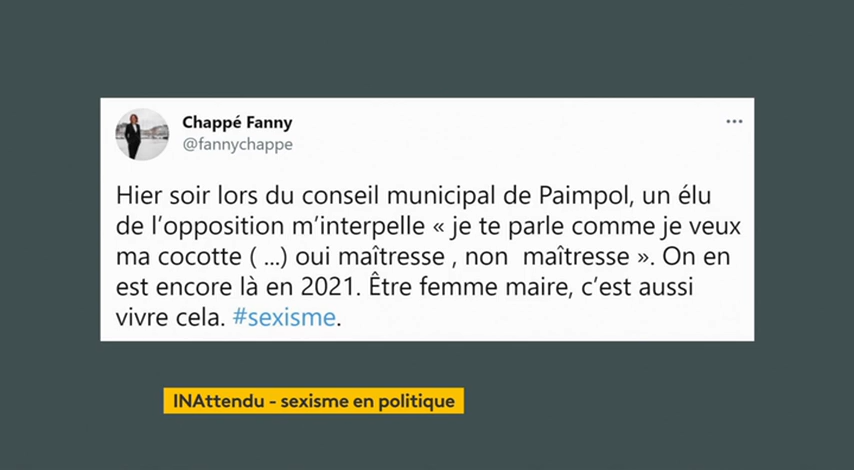 Chappé Fanny
@fannychappe
Hier soir lors du conseil municipal de Paimpol, un élu
de l'opposition m'interpelle « je te parle comme je veux
ma cocotte ( ...) oui maîtresse , non  maîtresse ». On en
est encore là en 2021. Être femme maire, c'est aussi
vivre cela. #sexisme.
INAttendu - sexisme en politique